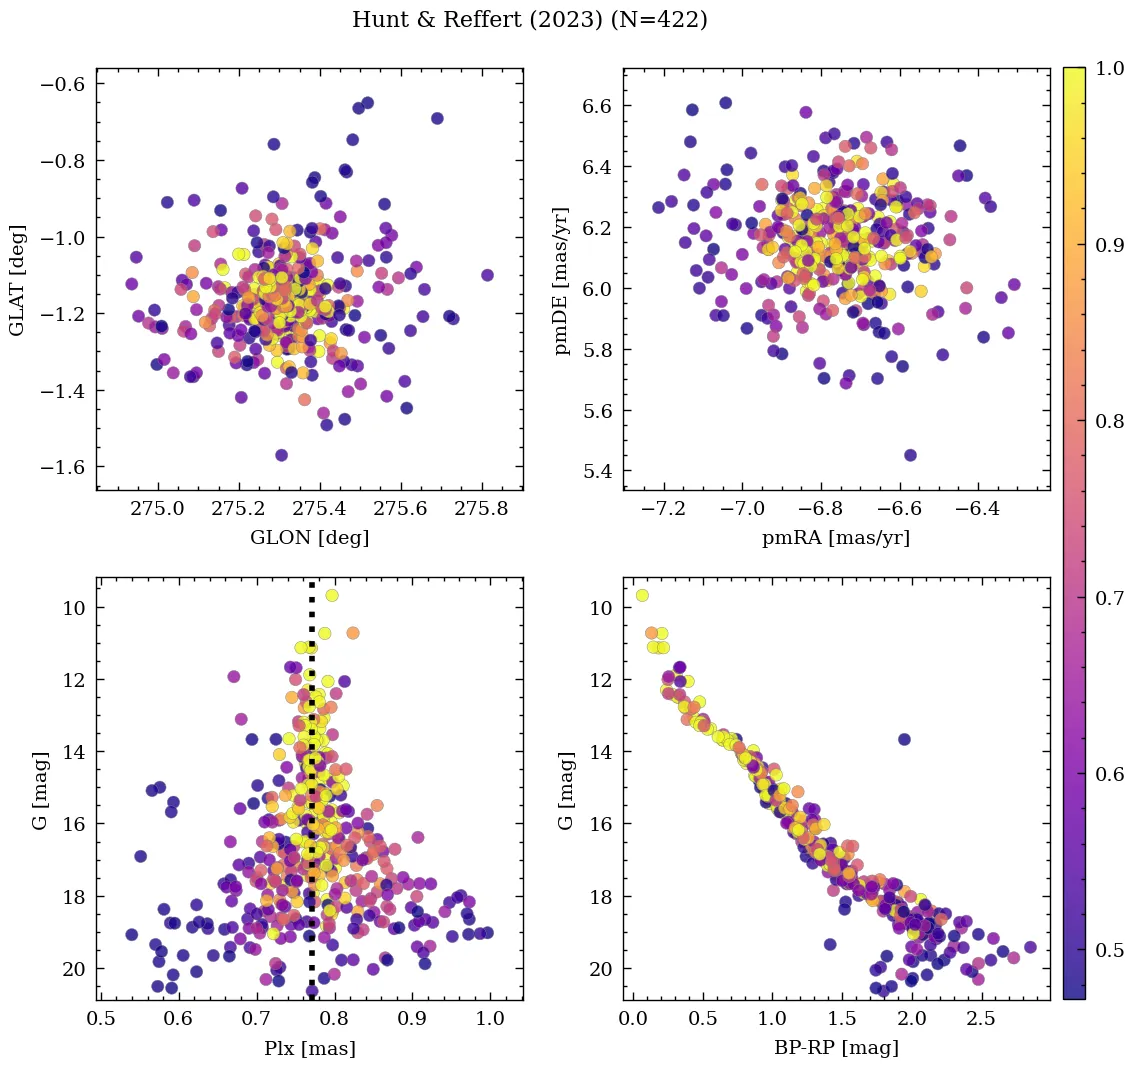 Hunt & Reffert (2023) (N=422)
−0.6
−0.8
−1.0
−1.2
−1.4
−1.6
GLAT [deg]
275.0 275.2 275.4 275.6 275.8
GLON [deg]
6.6
6.4
6.2
6.0
5.8
5.6
5.4
pmDE [mas/yr]
−7.2 −7.0 −6.8 −6.6 −6.4
pmRA [mas/yr]
10
12
14
16
18
20
G [mag]
0.5 0.6 0.7 0.8 0.9 1.0
Plx [mas]
10
12
14
16
18
20
G [mag]
0.0 0.5 1.0 1.5 2.0 2.5
BP-RP [mag]
1.0
0.9
0.8
0.7
0.6
0.5